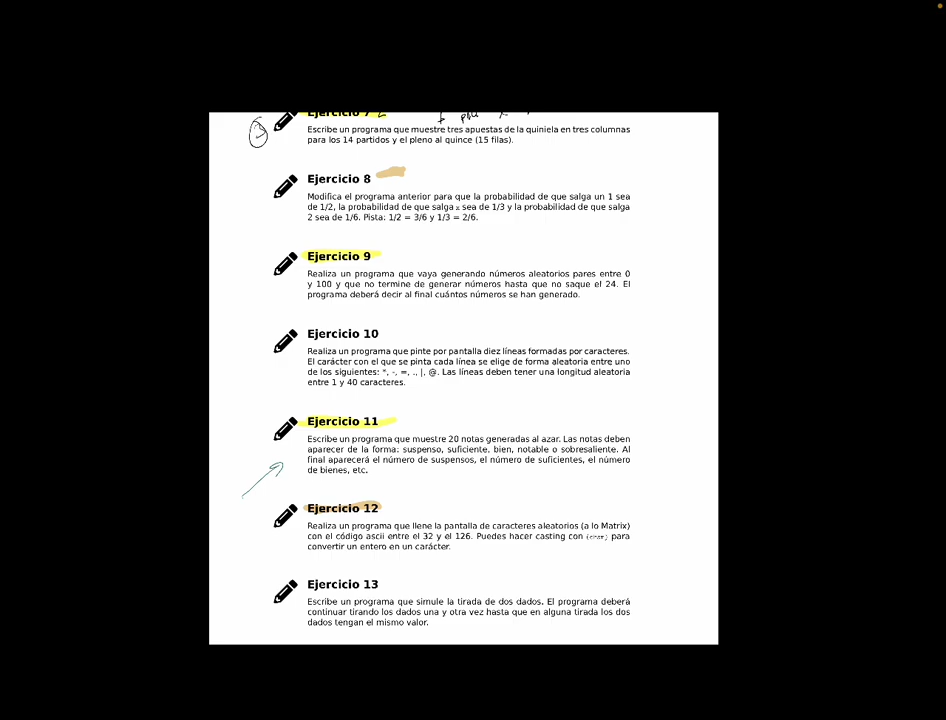 Ejercicio 7
Escribe un programa que muestre tres apuestas de la quiniela en tres columnas
para los 14 partidos y el pleno al quince (15 filas).
Ejercicio 8
Modifica el programa anterior para que la probabilidad de que salga un 1 sea
de 1/2, la probabilidad de que salga x sea de 1/3 y la probabilidad de que salga
2 sea de 1/6. Pista: 1/2 = 3/6 y 1/3 = 2/6.
Ejercicio 9
Realiza un programa que vaya generando números aleatorios pares entre 0
y 100 y que no termine de generar números hasta que no saque el 24. El
programa deberá decir al final cuántos números se han generado.
Ejercicio 10
Realiza un programa que pinte por pantalla diez líneas formadas por caracteres.
El carácter con el que se pinta cada línea se elige de forma aleatoria entre uno
de los siguientes: *, -, =, ., |, @. Las líneas deben tener una longitud aleatoria
entre 1 y 40 caracteres.
Ejercicio 11
Escribe un programa que muestre 20 notas generadas al azar. Las notas deben
aparecer de la forma: suspenso, suficiente, bien, notable o sobresaliente. Al
final aparecerá el número de suspensos, el número de suficientes, el número
de bienes, etc.
Ejercicio 12
Realiza un programa que llene la pantalla de caracteres aleatorios (a lo Matrix)
con el código ascii entre el 32 y el 126. Puedes hacer casting con (char) para
convertir un entero en un carácter.
Ejercicio 13
Escribe un programa que simule la tirada de dos dados. El programa deberá
continuar tirando los dados una y otra vez hasta que en alguna tirada los dos
dados tengan el mismo valor.